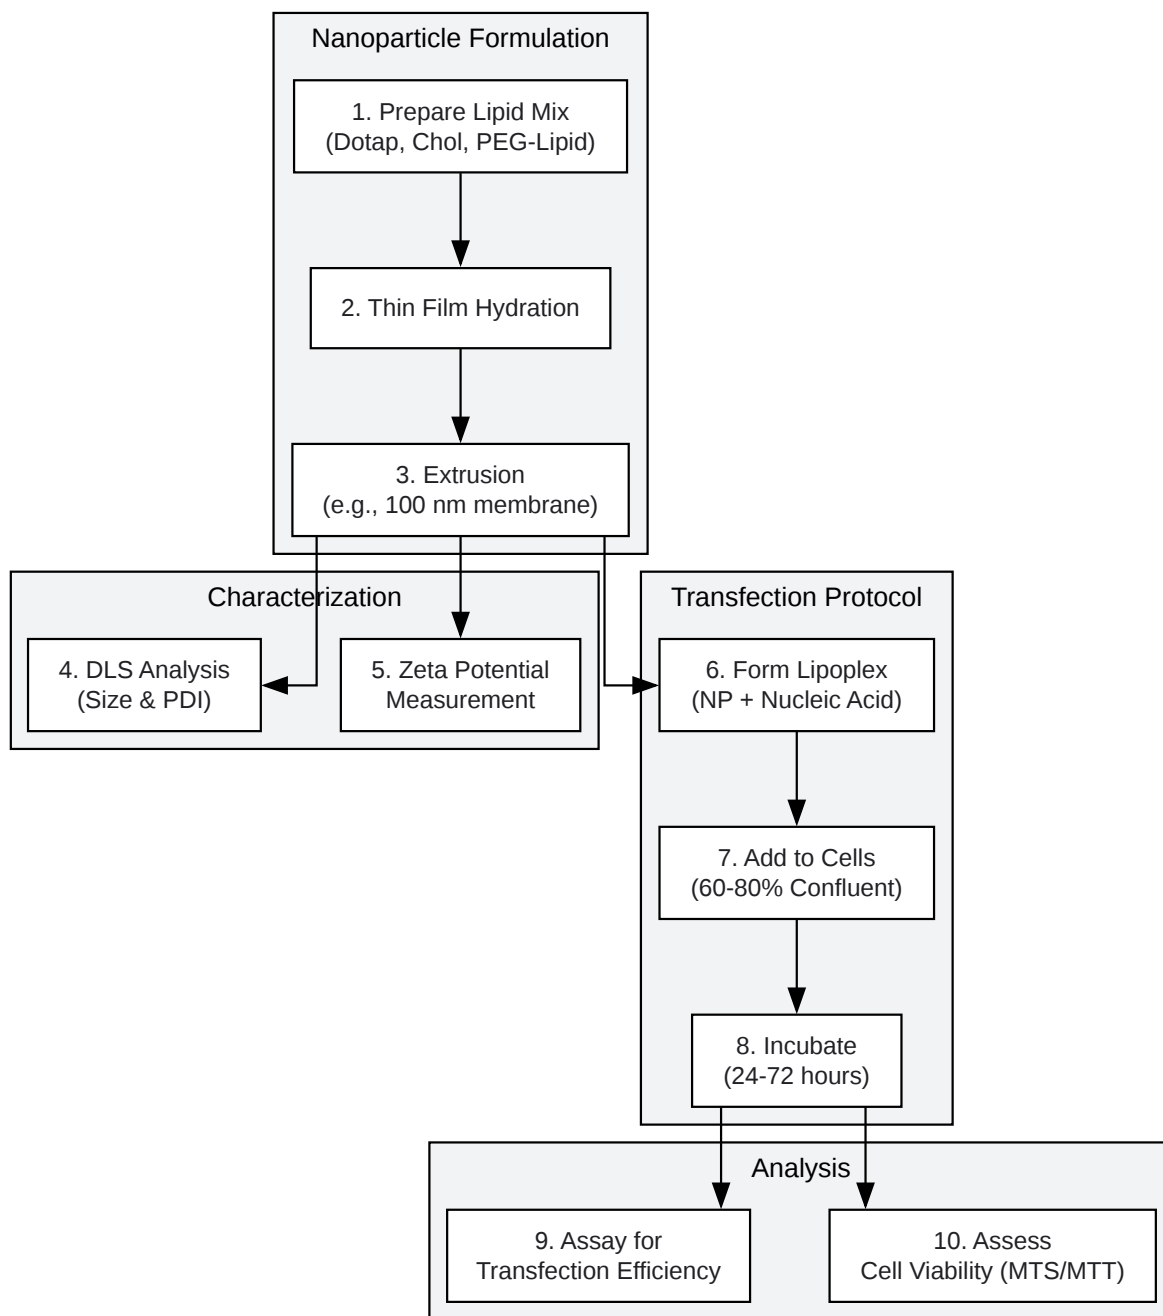 Nanoparticle Formulation
1. Prepare Lipid Mix
(Dotap, Chol, PEG-Lipid)
2. Thin Film Hydration
3. Extrusion
(e.g., 100 nm membrane)
Characterization
4. DLS Analysis
(Size & PDI)
5. Zeta Potential
Measurement
Transfection Protocol
6. Form Lipoplex
(NP + Nucleic Acid)
7. Add to Cells
(60-80% Confluent)
8. Incubate
(24-72 hours)
Analysis
9. Assay for
Transfection Efficiency
10. Assess
Cell Viability (MTS/MTT)